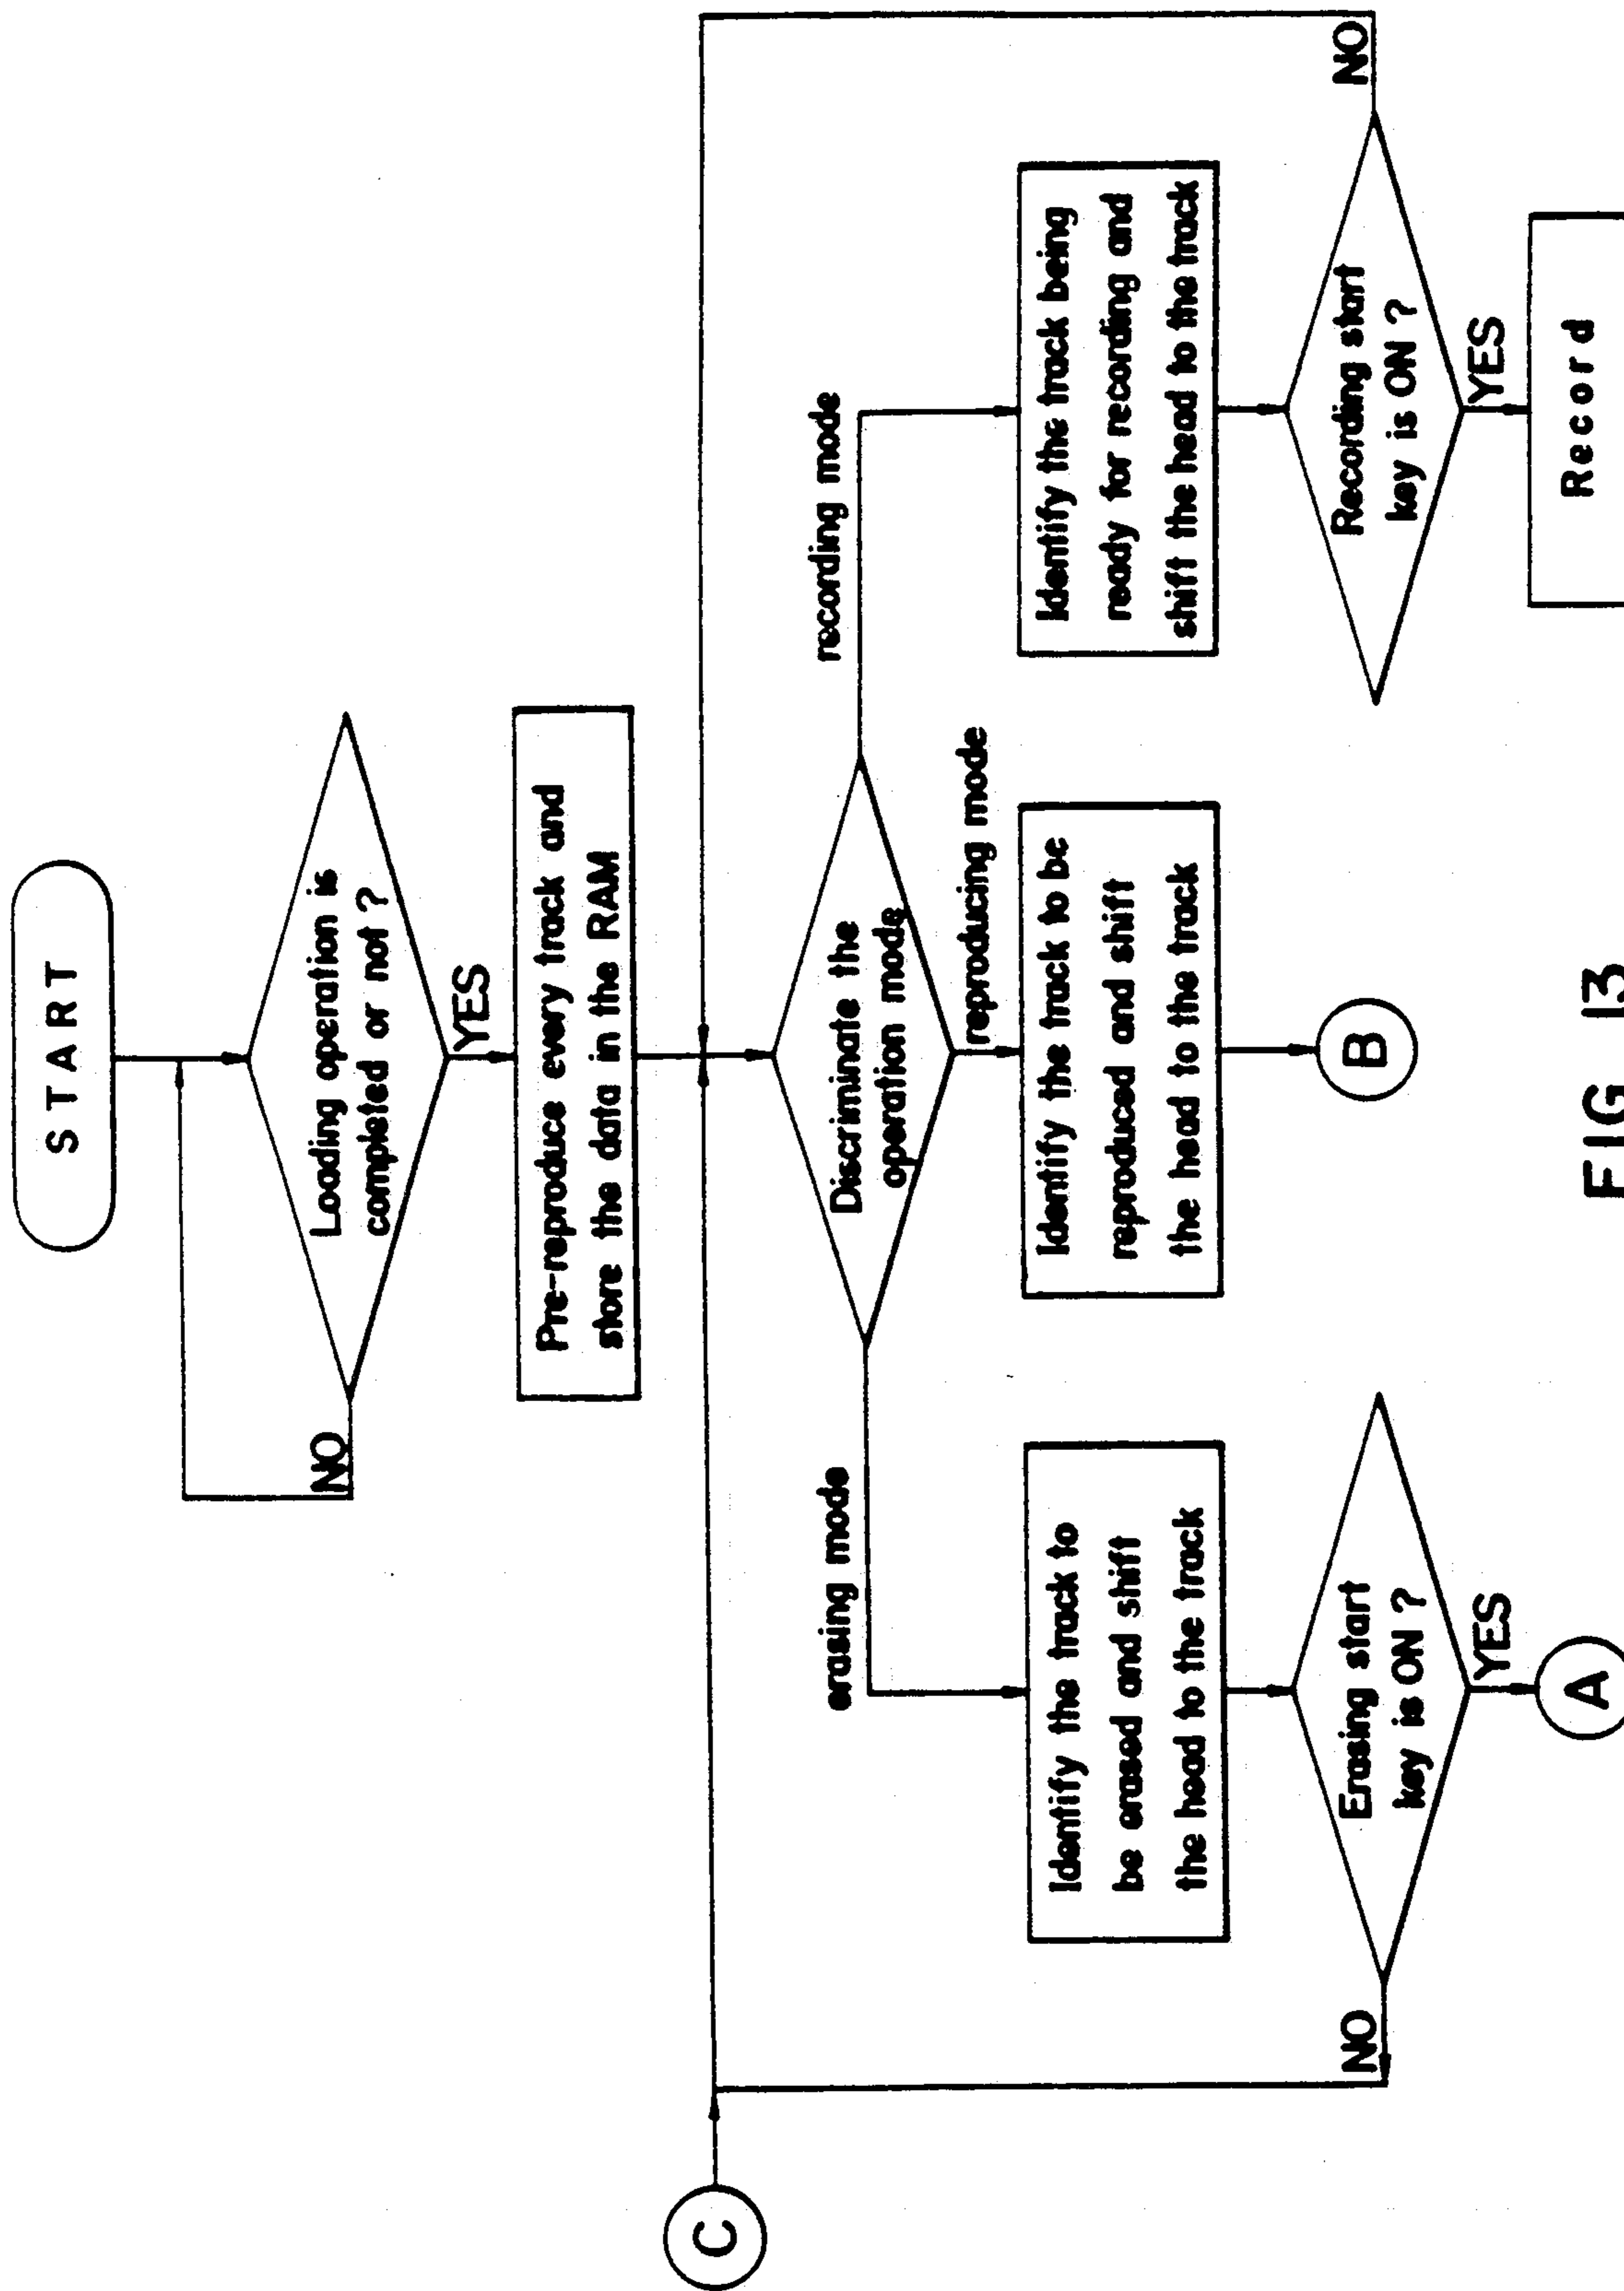 START
Loading operation is
completed or not ?
NO
YES
Pre-reproduce every track and
store the data in the RAM
C
Discriminate the
operation mode
erasing mode
reproducing mode
recording mode
Identify the track to
be erased and shift
the head to the track
Identify the track to be
reproduced and shift
the head to the track
Identify the track being
ready for recording and
shift the head to the track
Erasing start
key is ON ?
NO
YES
A
B
Recording start
key is ON ?
NO
YES
Record
FIG 13